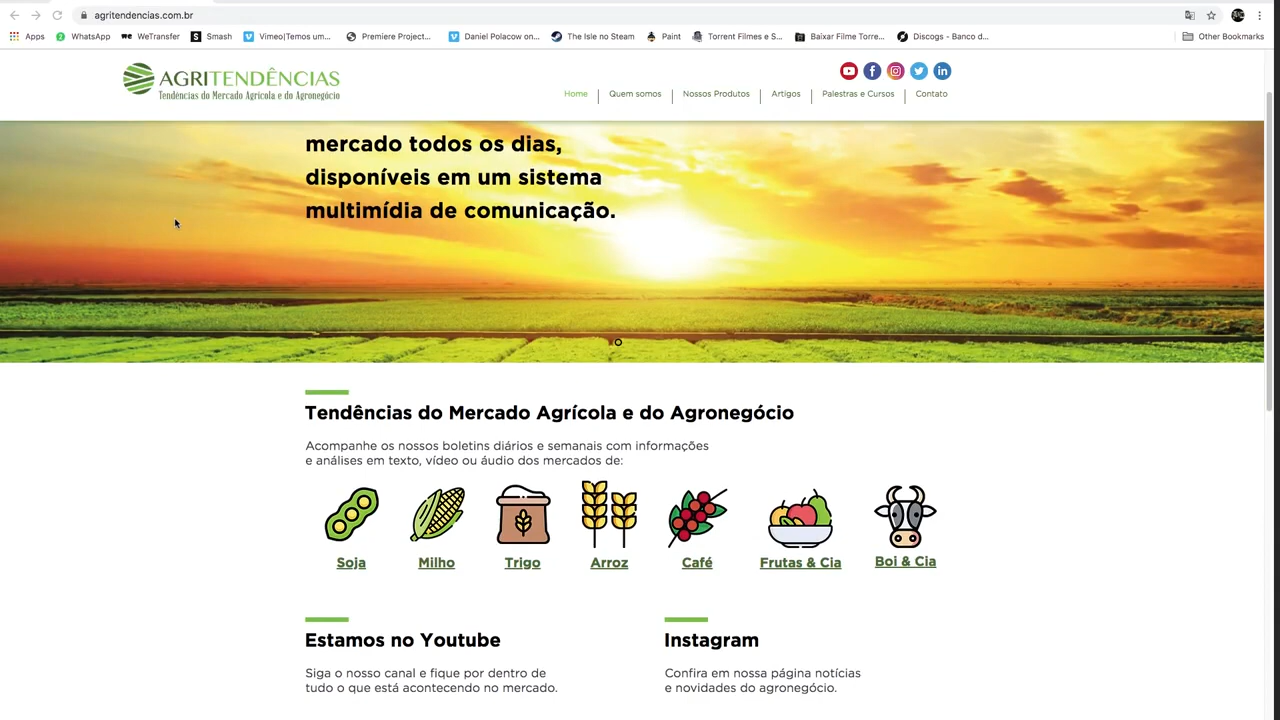 agritendencias.com.br
Apps WhatsApp WeTransfer Smash Vimeo|Temos um... Premiere Project... Daniel Polacow on... The Isle no Steam Paint Torrent Filmes e S... Baixar Filme Torre... Discogs - Banco d... Other Bookmarks
AGRITENDÊNCIAS
Tendências do Mercado Agrícola e do Agronegócio
Home Quem somos Nossos Produtos Artigos Palestras e Cursos Contato
mercado todos os dias,
disponíveis em um sistema
multimídia de comunicação.
Tendências do Mercado Agrícola e do Agronegócio
Acompanhe os nossos boletins diários e semanais com informações
e análises em texto, vídeo ou áudio dos mercados de:
Soja Milho Trigo Arroz Café Frutas & Cia Boi & Cia
Estamos no Youtube
Siga o nosso canal e fique por dentro de
tudo o que está acontecendo no mercado.
Instagram
Confira em nossa página notícias
e novidades do agronegócio.